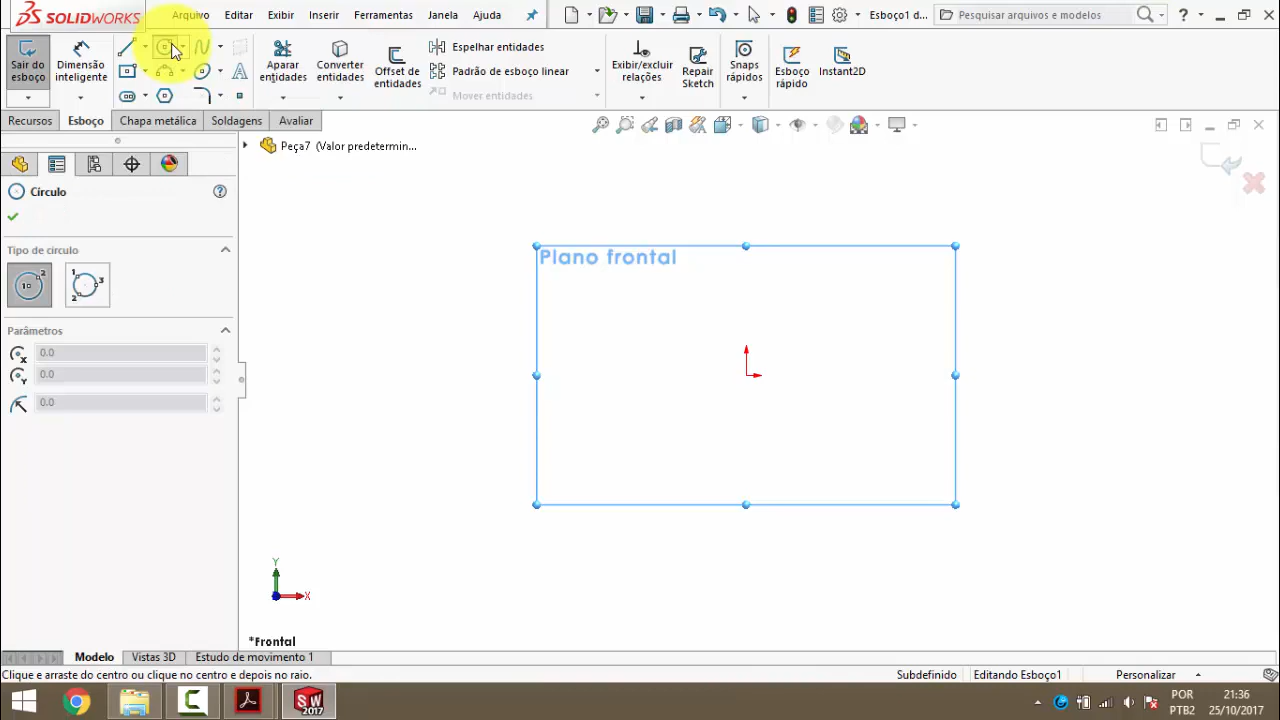 SOLIDWORKS Arquivo Editar Exibir Inserir Ferramentas Janela Ajuda Esboço1 d... Pesquisar arquivos e modelos ?
Sair do esboço
Dimensão inteligente
Aparar entidades
Converter entidades
Offset de entidades
Espelhar entidades
Padrão de esboço linear
Mover entidades
Exibir/excluir relações
Repair Sketch
Snaps rápidos
Esboço rápido
Instant2D
Recursos Esboço Chapa metálica Soldagens Avaliar
Peça7 (Valor predetermin...
Círculo
Tipo de círculo
Parâmetros
0.0
0.0
0.0
Plano frontal
Y
X
*Frontal
Modelo Vistas 3D Estudo de movimento 1
Clique e arraste do centro ou clique no centro e depois no raio. Subdefinido Editando Esboço1 Personalizar
SW 2017
POR 21:36
PTB2 25/10/2017